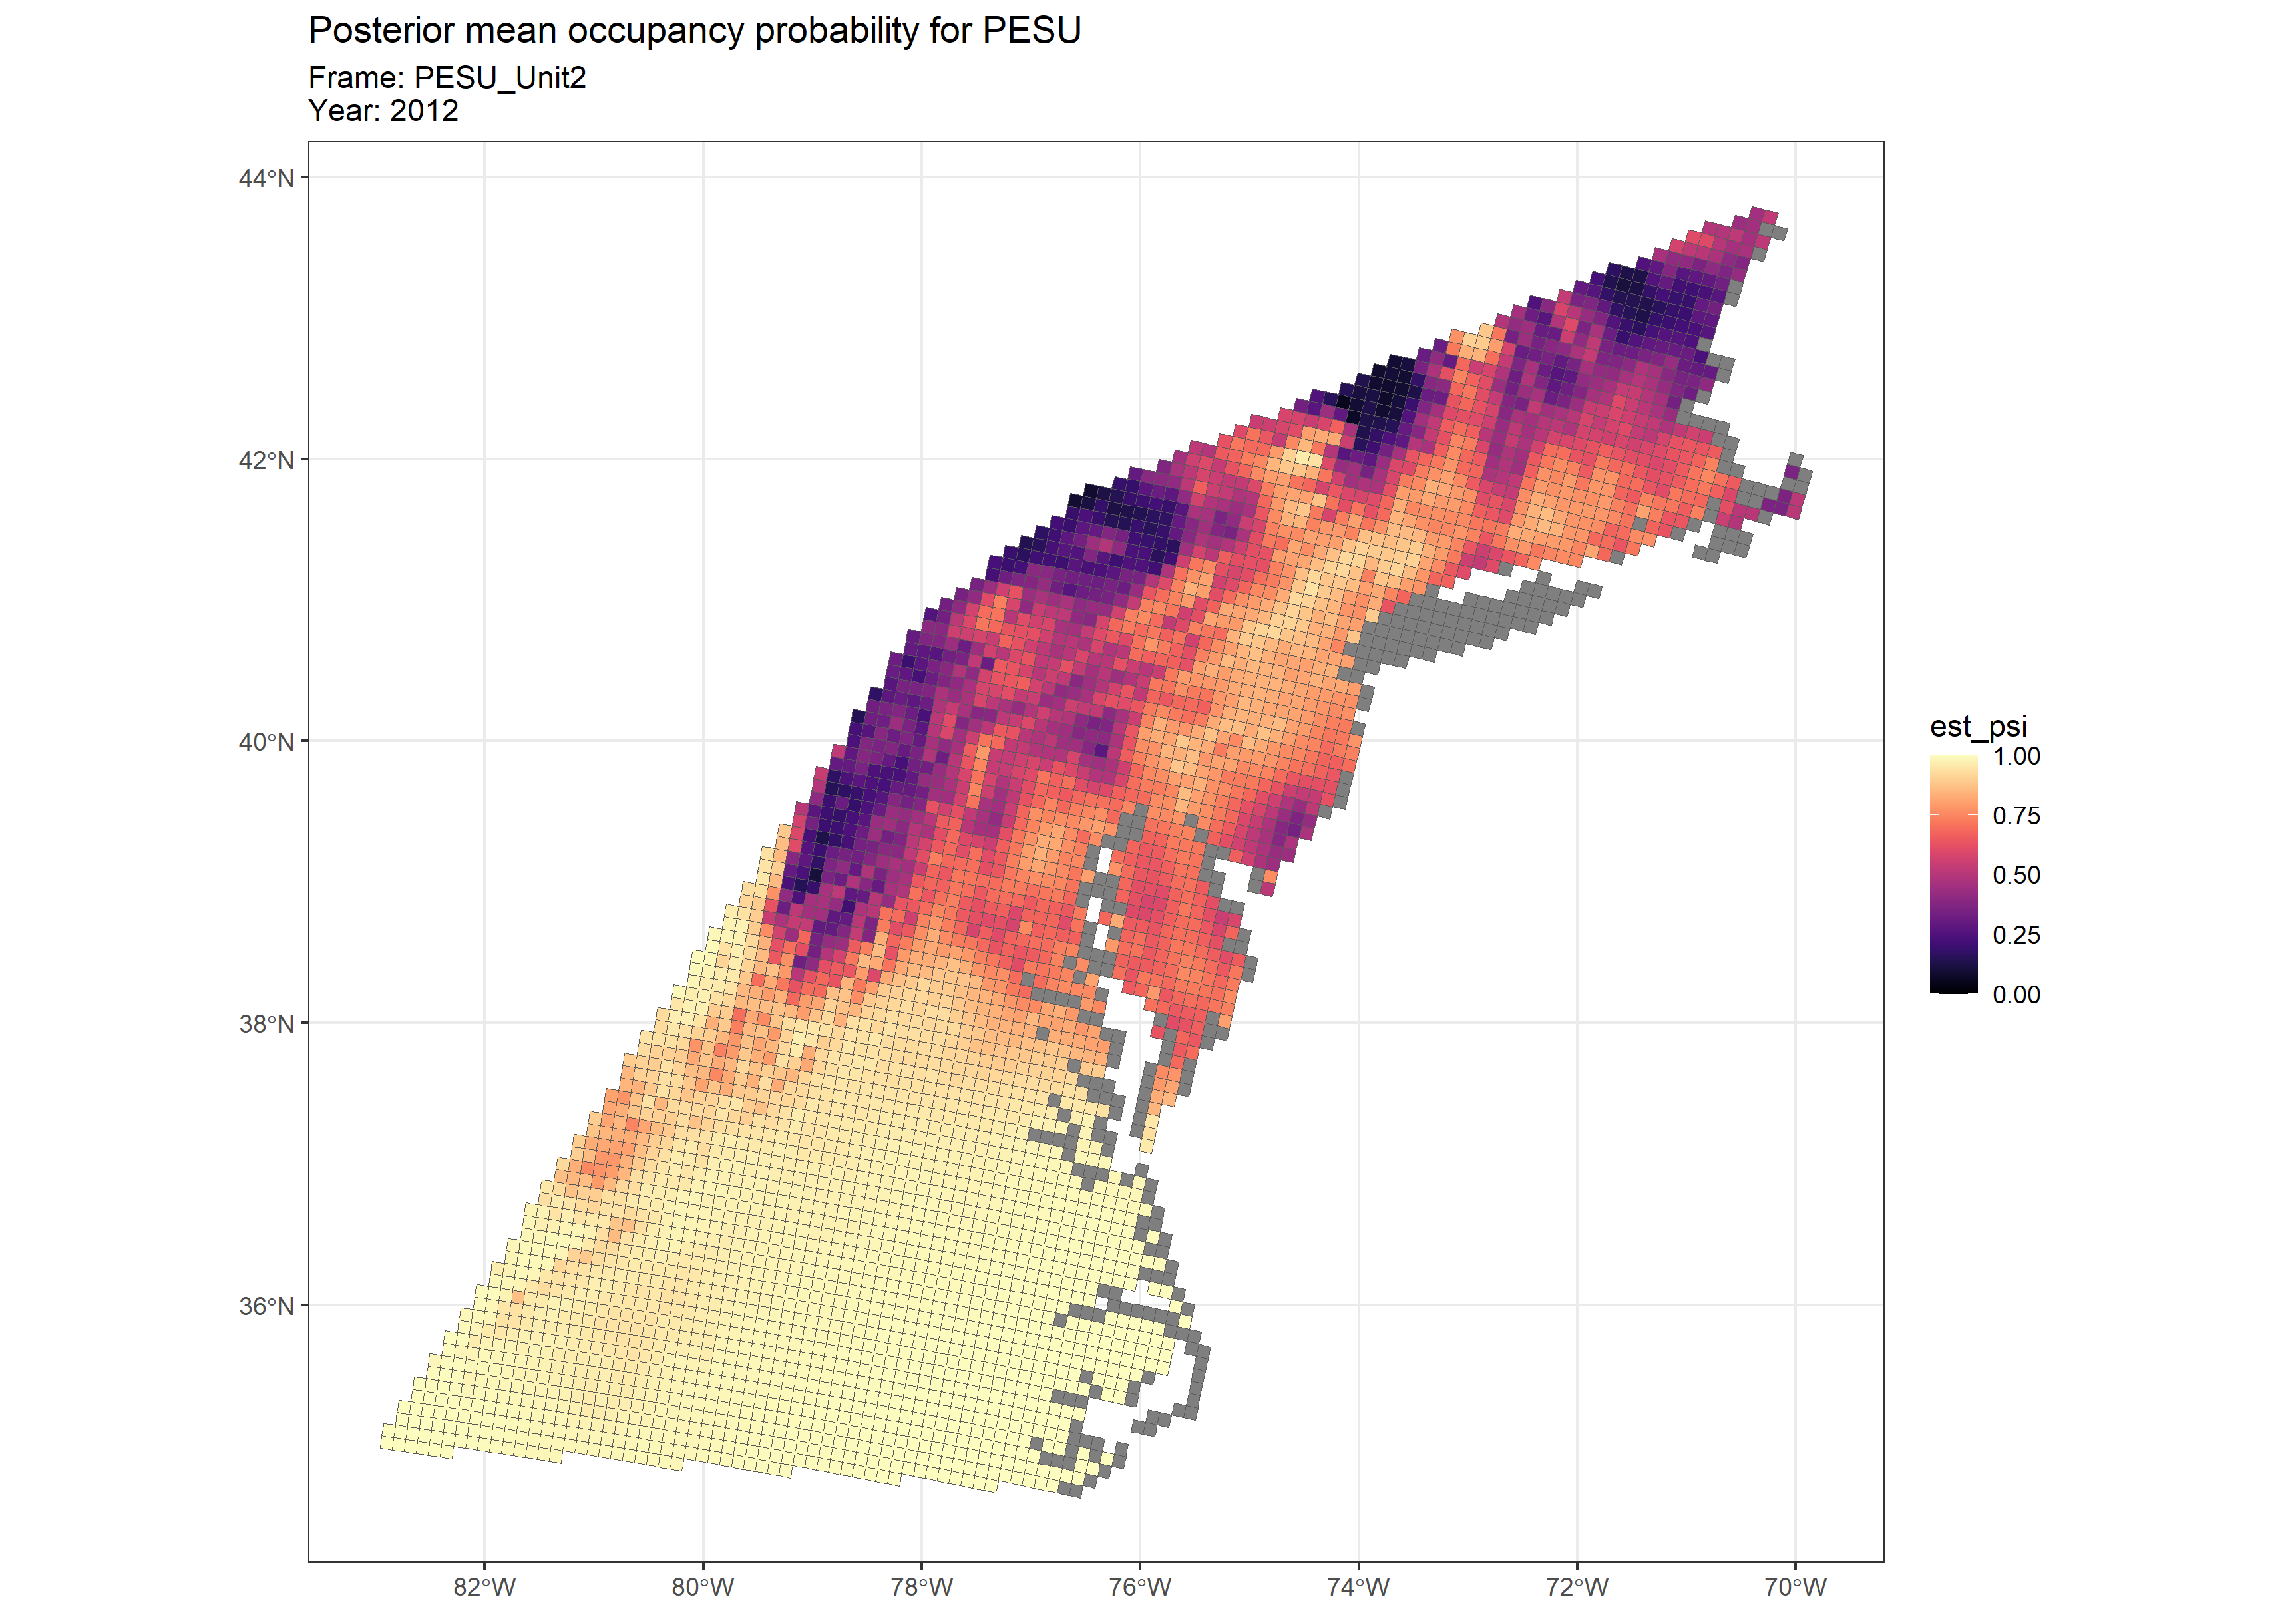 Posterior mean occupancy probability for PESU
Frame: PESU_Unit2
Year: 2012
44°N
42°N
40°N
38°N
36°N
82°W
80°W
78°W
76°W
74°W
72°W
70°W
est_psi
1.00
0.75
0.50
0.25
0.00